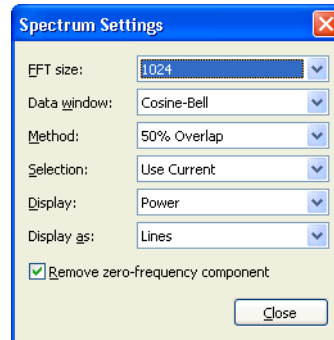 Spectrum Settings
FFT size: 1024
Data window: Cosine-Bell
Method: 50% Overlap
Selection: Use Current
Display: Power
Display as: Lines
Remove zero-frequency component
Close